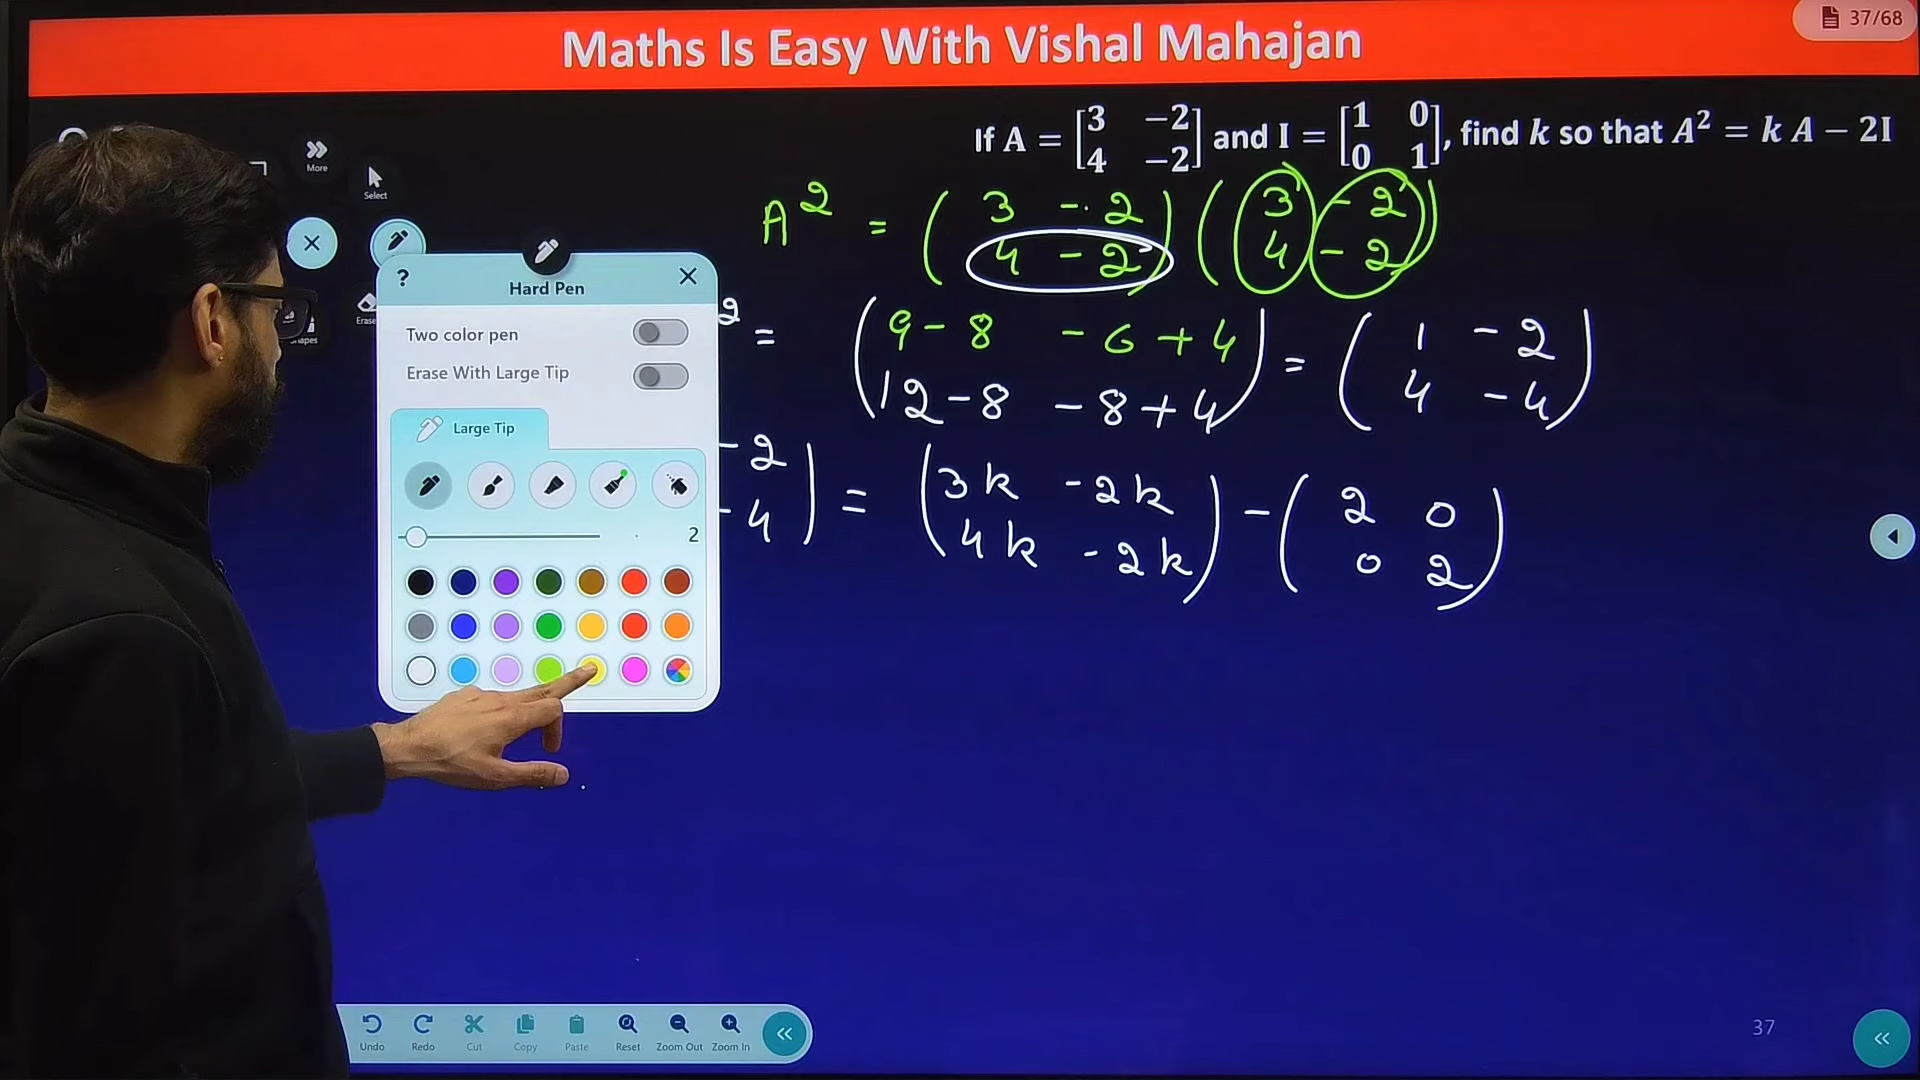 37/68
Maths Is Easy With Vishal Mahajan
If A = [3 −2 4 −2] and I = [1 0 0 1], find k so that A² = k A − 2I
More
Select
A² = (3 -2 4 -2) (3 -2 4 -2)
? Hard Pen
Two color pen
Erase With Large Tip
Large Tip
2
2 = (9-8 -6+4 12-8 -8+4) = (1 -2 4 -4)
-2 -4) = (3k -2k 4k -2k) - (2 0 0 2)
Undo Redo Cut Copy Paste Reset Zoom Out Zoom In
37